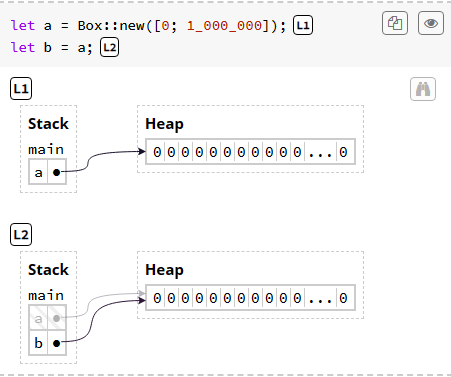 let a = Box::new([0; 1_000_000]); L1
let b = a; L2
L1
Stack
Heap
main
a
0 0 0 0 0 0 0 0 0 0 0 ... 0
L2
Stack
Heap
main
a
0 0 0 0 0 0 0 0 0 0 0 ... 0
b